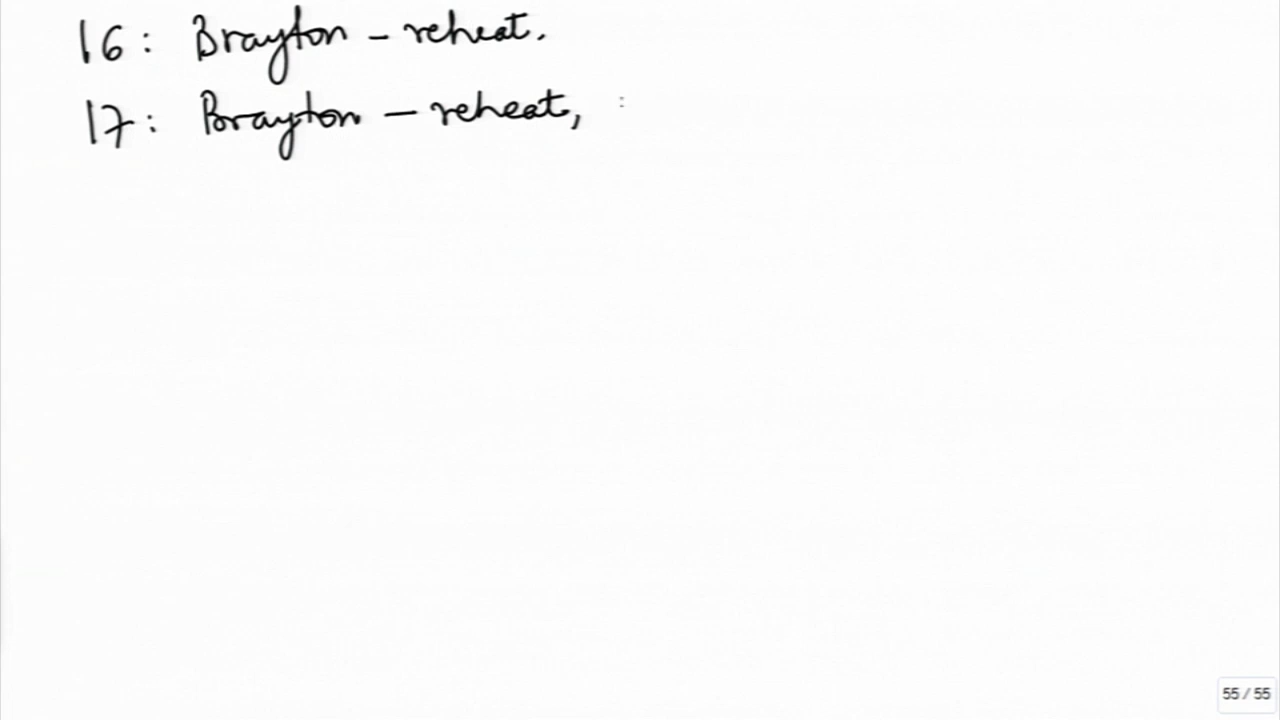 16: Brayton - reheat.
17: Brayton - reheat,
55 / 55